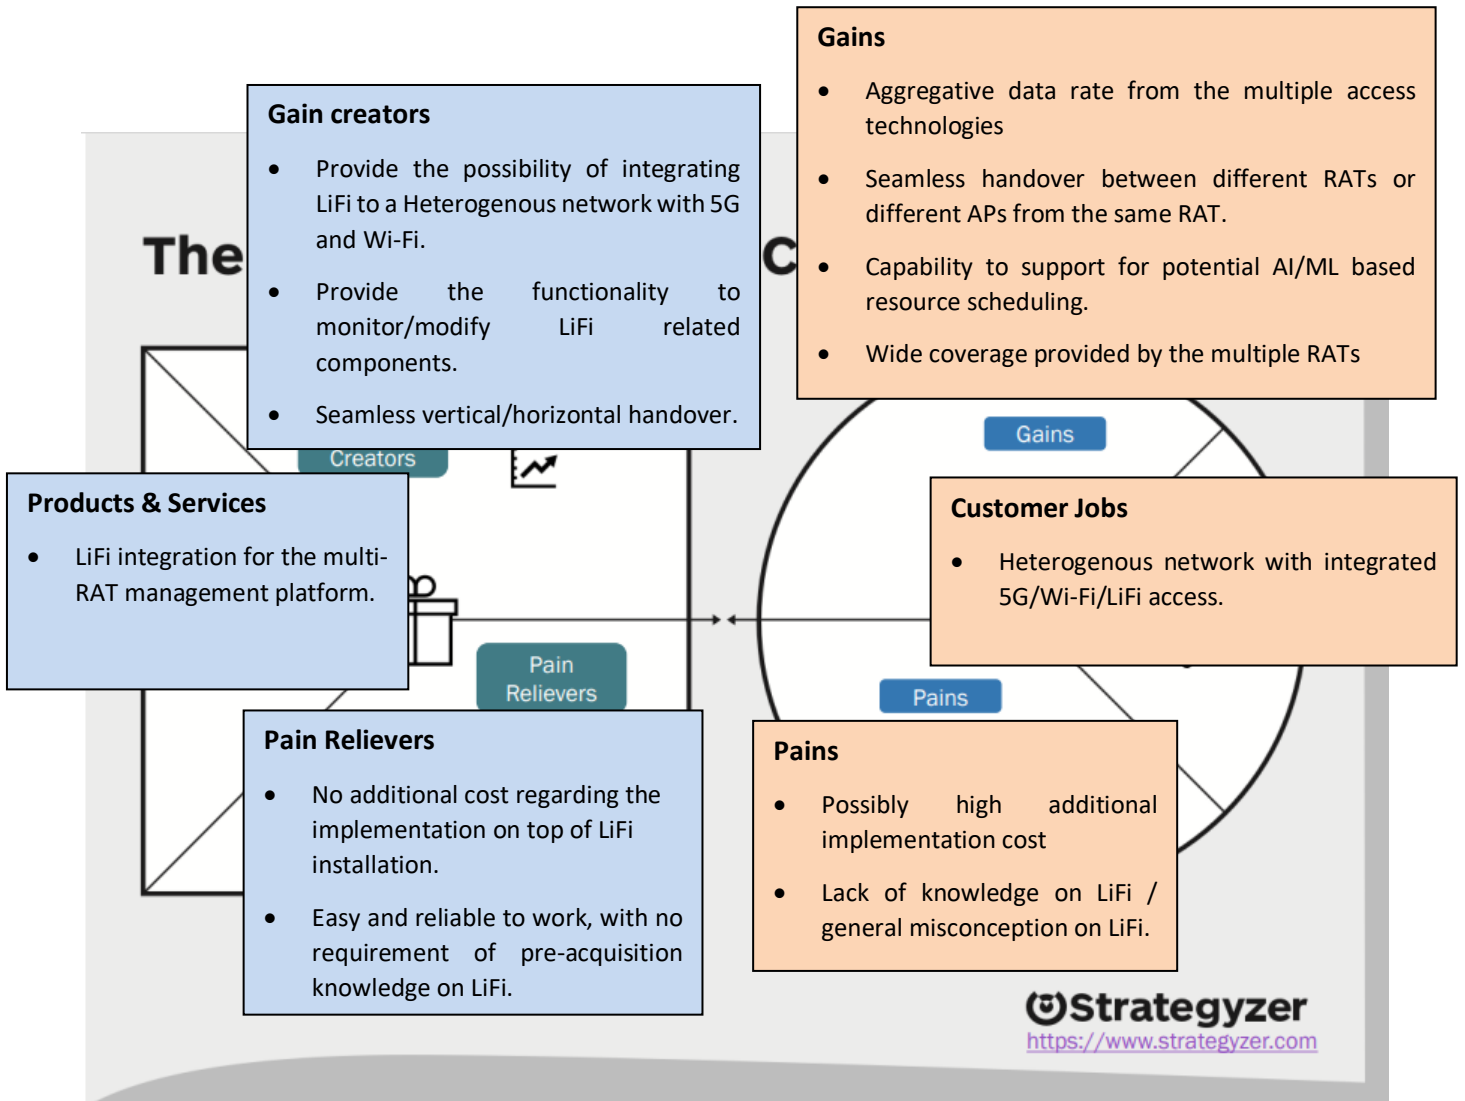 Gains
• Aggregative data rate from the multiple access
technologies
• Seamless handover between different RATs or
different APs from the same RAT.
• Capability to support for potential AI/ML based
resource scheduling.
• Wide coverage provided by the multiple RATs
Gain creators
• Provide the possibility of integrating
LiFi to a Heterogenous network with 5G
and Wi-Fi.
• Provide the functionality to
monitor/modify LiFi related
components.
• Seamless vertical/horizontal handover.
The
C
Creators
Gains
Products & Services
• LiFi integration for the multi-
RAT management platform.
Customer Jobs
• Heterogenous network with integrated
5G/Wi-Fi/LiFi access.
Pain
Relievers
Pains
Pain Relievers
• No additional cost regarding the
implementation on top of LiFi
installation.
• Easy and reliable to work, with no
requirement of pre-acquisition
knowledge on LiFi.
Pains
• Possibly high additional
implementation cost
• Lack of knowledge on LiFi /
general misconception on LiFi.
Strategyzer
https://www.strategyzer.com